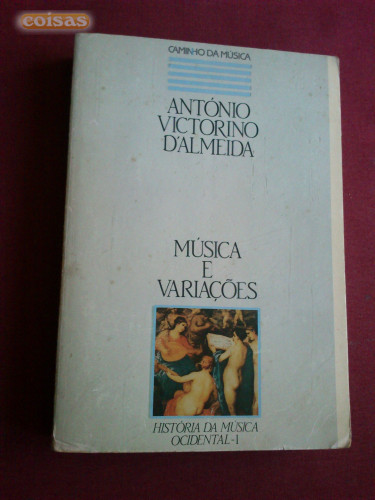 coisas
CAMINHO DA MÚSICA
ANTÓNIO
VICTORINO
D'ALMEIDA
MÚSICA
E
VARIAÇÕES
HISTÓRIA DA MÚSICA
OCIDENTAL-1